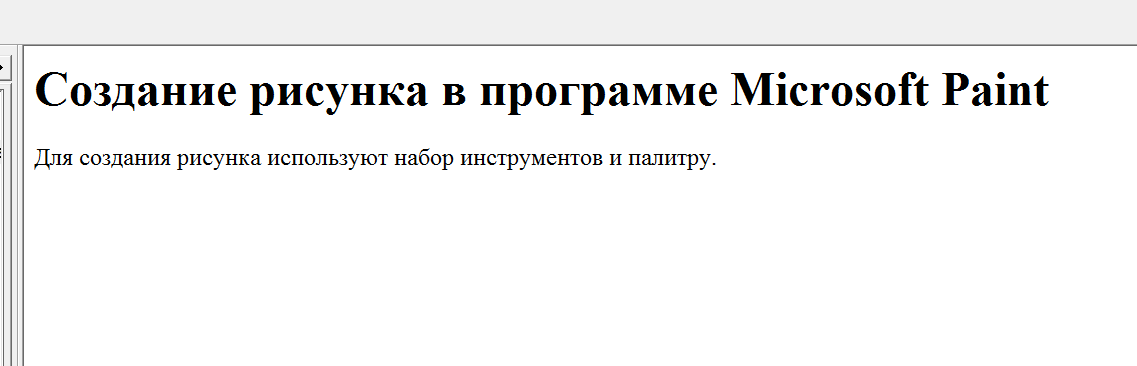 Создание рисунка в программе Microsoft Paint
Для создания рисунка используют набор инструментов и палитру.